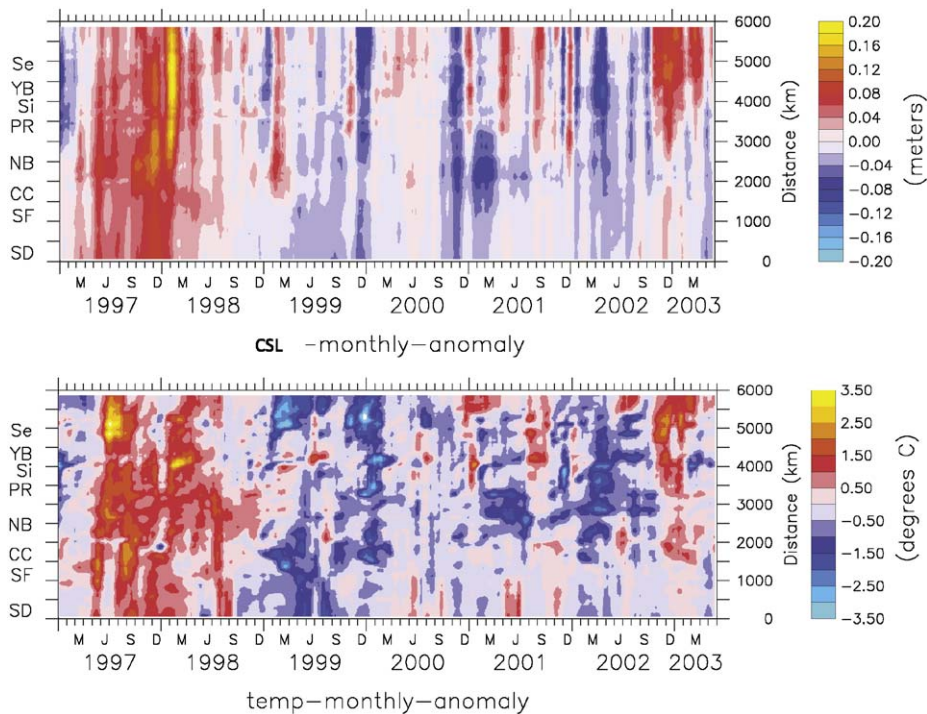 6000
Se
5000
YB
4000
Si
PR
3000
NB
2000
CC
SF
1000
SD
0
Distance (km)
M J S D M J S D M J S D M J S D M J S D M J S D M
1997 1998 1999 2000 2001 2002 2003
CSL -monthly-anomaly
0.20
0.16
0.12
0.08
0.04
0.00
-0.04
-0.08
-0.12
-0.16
-0.20
(meters)
6000
Se
5000
YB
4000
Si
PR
3000
NB
2000
CC
SF
1000
SD
0
Distance (km)
M J S D M J S D M J S D M J S D M J S D M J S D M
1997 1998 1999 2000 2001 2002 2003
temp-monthly-anomaly
3.50
2.50
1.50
0.50
-0.50
-1.50
-2.50
-3.50
(degrees C)